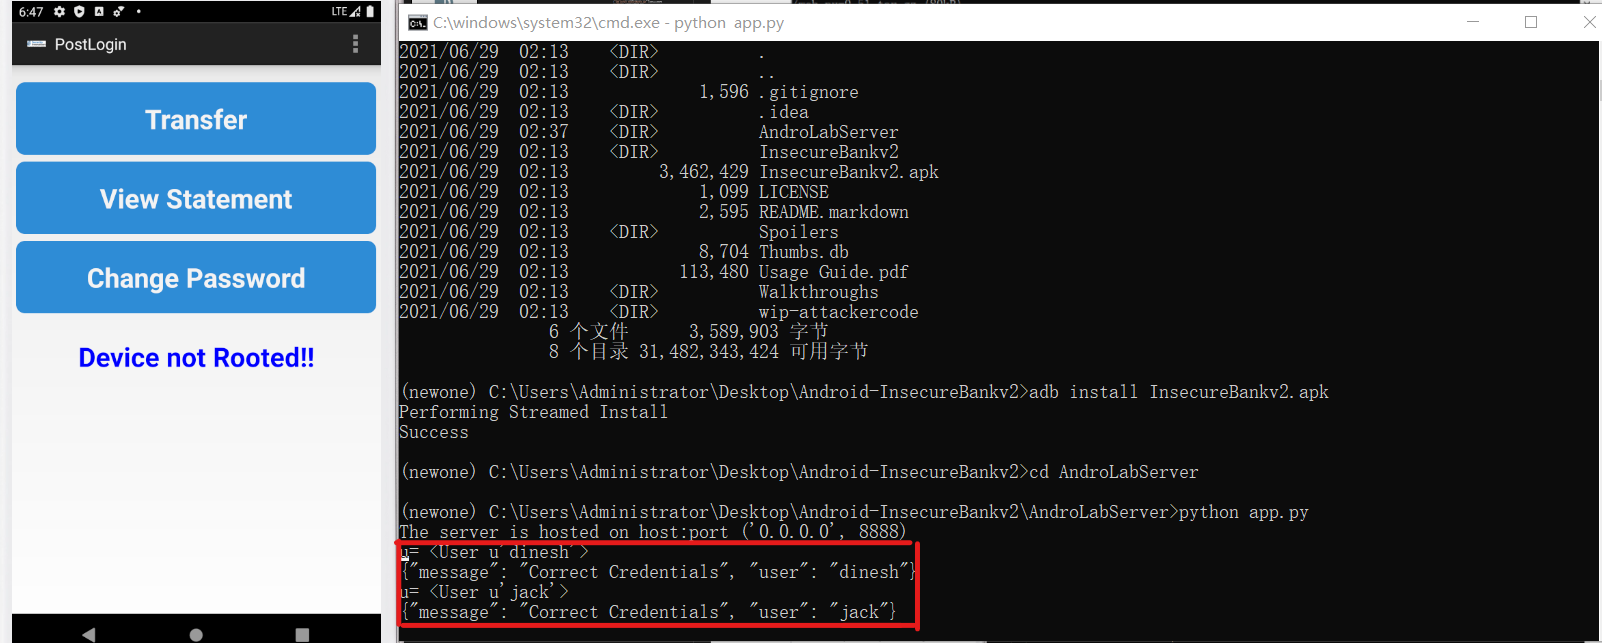 6:47
LTE
PostLogin
Transfer
View Statement
Change Password
Device not Rooted!!
C:\windows\system32\cmd.exe - python  app.py
2021/06/29  02:13    <DIR>          .
2021/06/29  02:13    <DIR>          ..
2021/06/29  02:13             1,596 .gitignore
2021/06/29  02:13    <DIR>          .idea
2021/06/29  02:37    <DIR>          AndroLabServer
2021/06/29  02:13    <DIR>          InsecureBankv2
2021/06/29  02:13         3,462,429 InsecureBankv2.apk
2021/06/29  02:13             1,099 LICENSE
2021/06/29  02:13             2,595 README.markdown
2021/06/29  02:13    <DIR>          Spoilers
2021/06/29  02:13             8,704 Thumbs.db
2021/06/29  02:13           113,480 Usage Guide.pdf
2021/06/29  02:13    <DIR>          Walkthroughs
2021/06/29  02:13    <DIR>          wip-attackercode
6 个文件      3,589,903 字节
8 个目录 31,482,343,424 可用字节
(newone) C:\Users\Administrator\Desktop\Android-InsecureBankv2>adb install InsecureBankv2.apk
Performing Streamed Install
Success
(newone) C:\Users\Administrator\Desktop\Android-InsecureBankv2>cd AndroLabServer
(newone) C:\Users\Administrator\Desktop\Android-InsecureBankv2\AndroLabServer>python app.py
The server is hosted on host:port ('0.0.0.0', 8888)
u= <User u'dinesh'>
{"message": "Correct Credentials", "user": "dinesh"}
u= <User u'jack'>
{"message": "Correct Credentials", "user": "jack"}